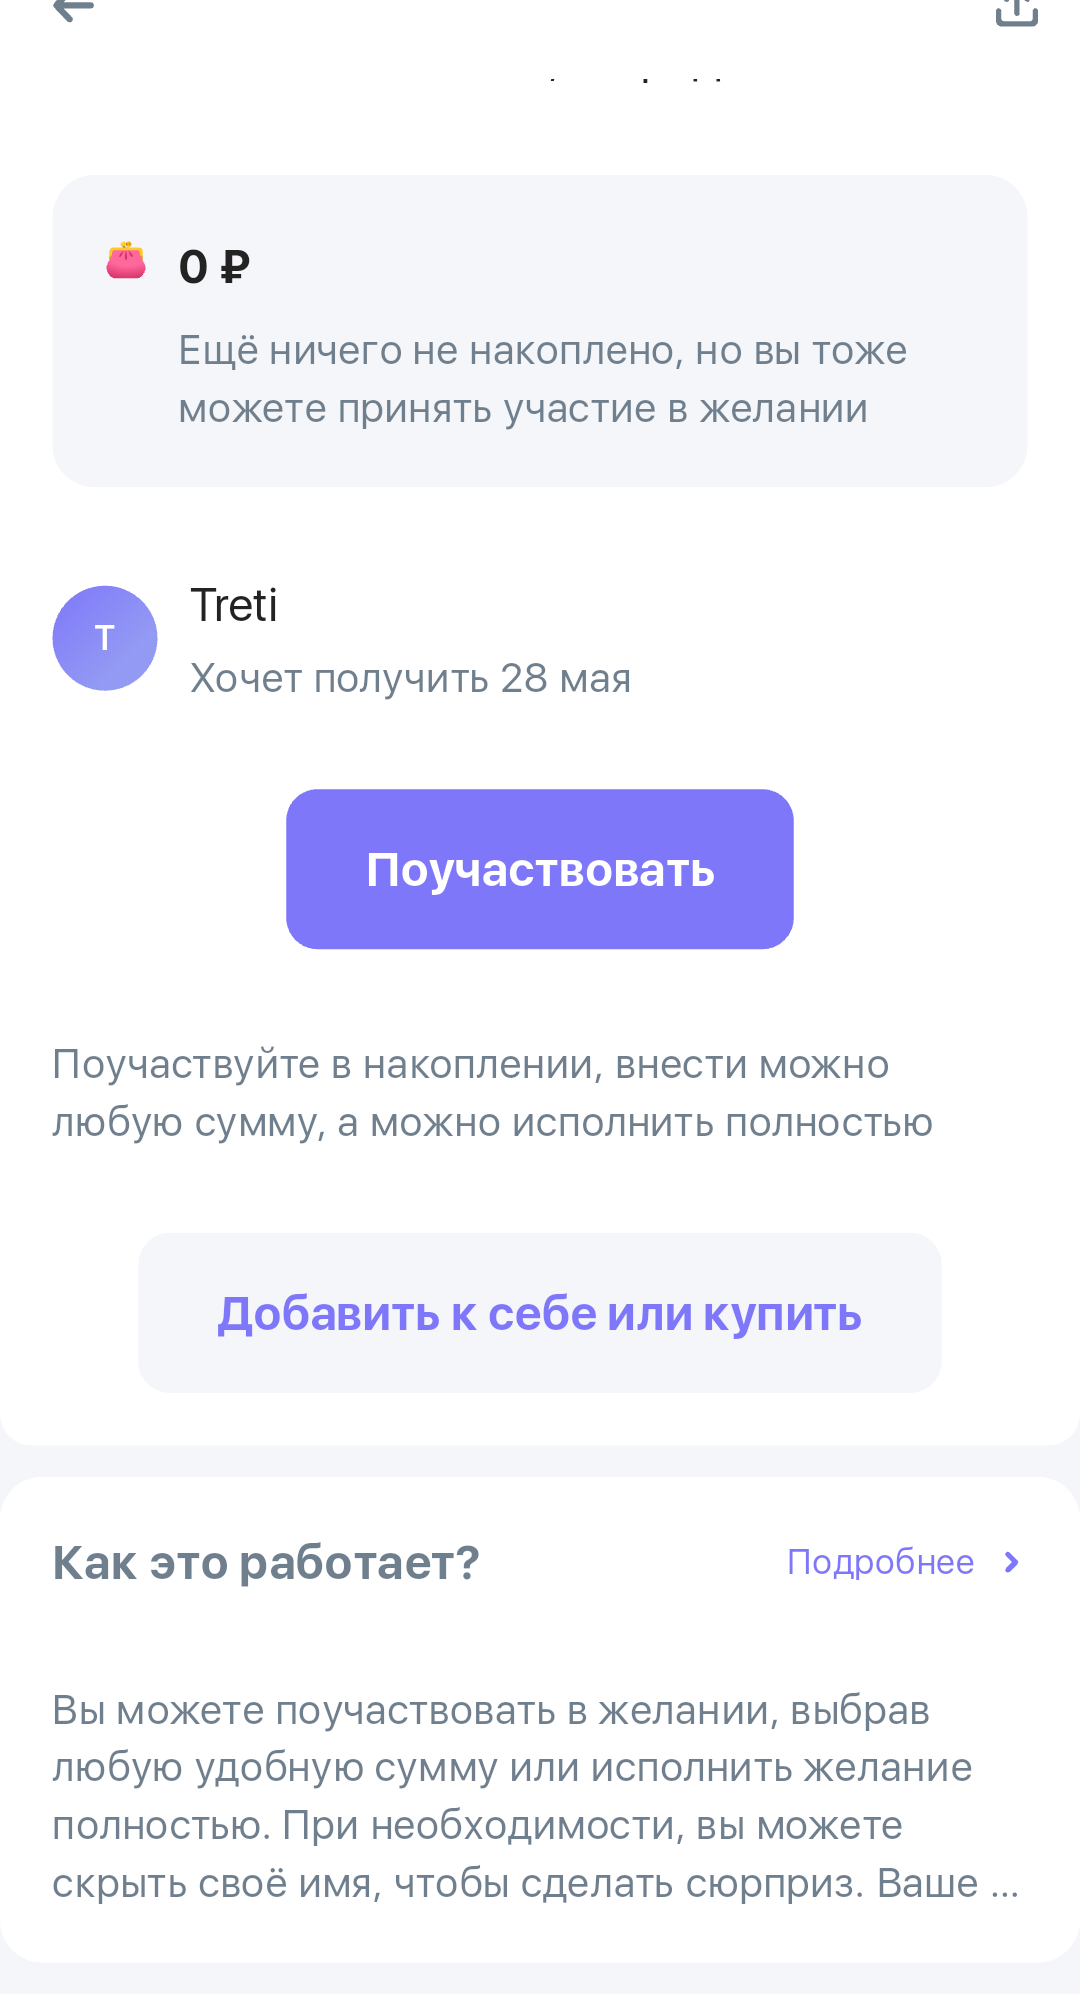 0 ₽
Ещё ничего не накоплено, но вы тоже
можете принять участие в желании
T
Treti
Хочет получить 28 мая
Поучаствовать
Поучаствуйте в накоплении, внести можно
любую сумму, а можно исполнить полностью
Добавить к себе или купить
Как это работает?
Подробнее
Вы можете поучаствовать в желании, выбрав
любую удобную сумму или исполнить желание
полностью. При необходимости, вы можете
скрыть своё имя, чтобы сделать сюрприз. Ваше ...